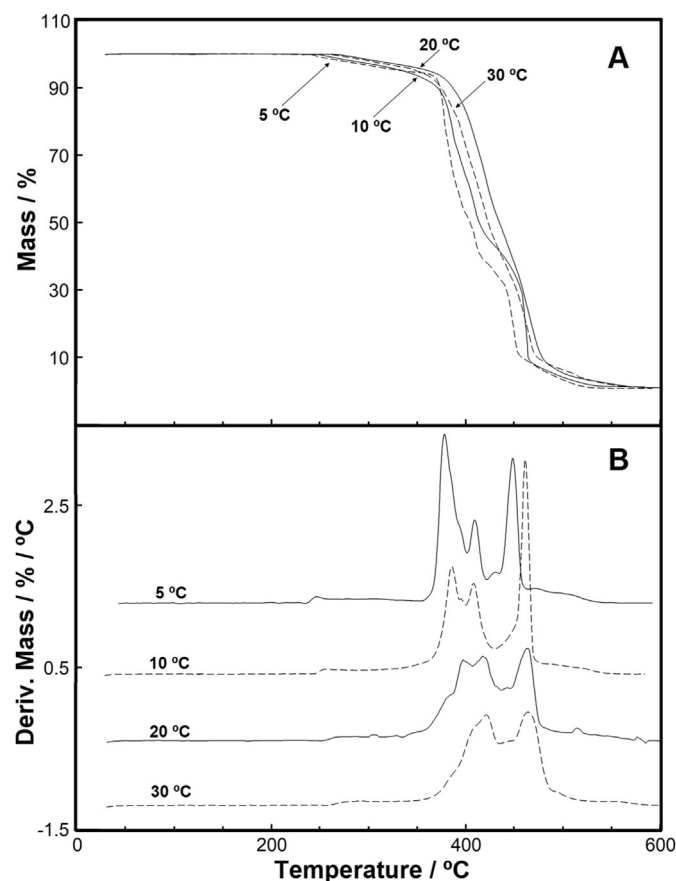 110
90
70
50
30
10
Mass / %
A
20 ºC
30 ºC
5 ºC
10 ºC
B
2.5
0.5
-1.5
Deriv. Mass / % / ºC
5 ºC
10 ºC
20 ºC
30 ºC
0
200
400
600
Temperature / ºC